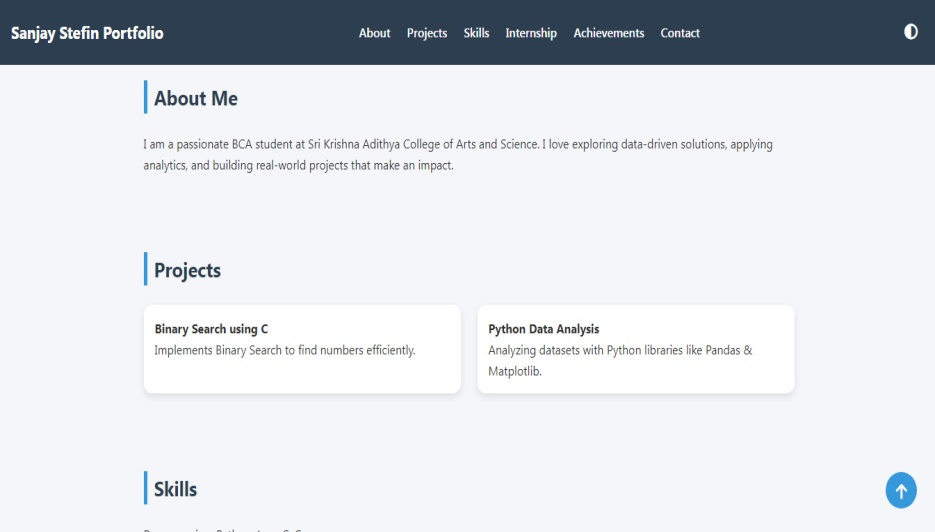 Sanjay Stefin Portfolio
About Projects Skills Internship Achievements Contact
About Me
I am a passionate BCA student at Sri Krishna Adithya College of Arts and Science. I love exploring data-driven solutions, applying
analytics, and building real-world projects that make an impact.
Projects
Binary Search using C
Implements Binary Search to find numbers efficiently.
Python Data Analysis
Analyzing datasets with Python libraries like Pandas &
Matplotlib.
Skills